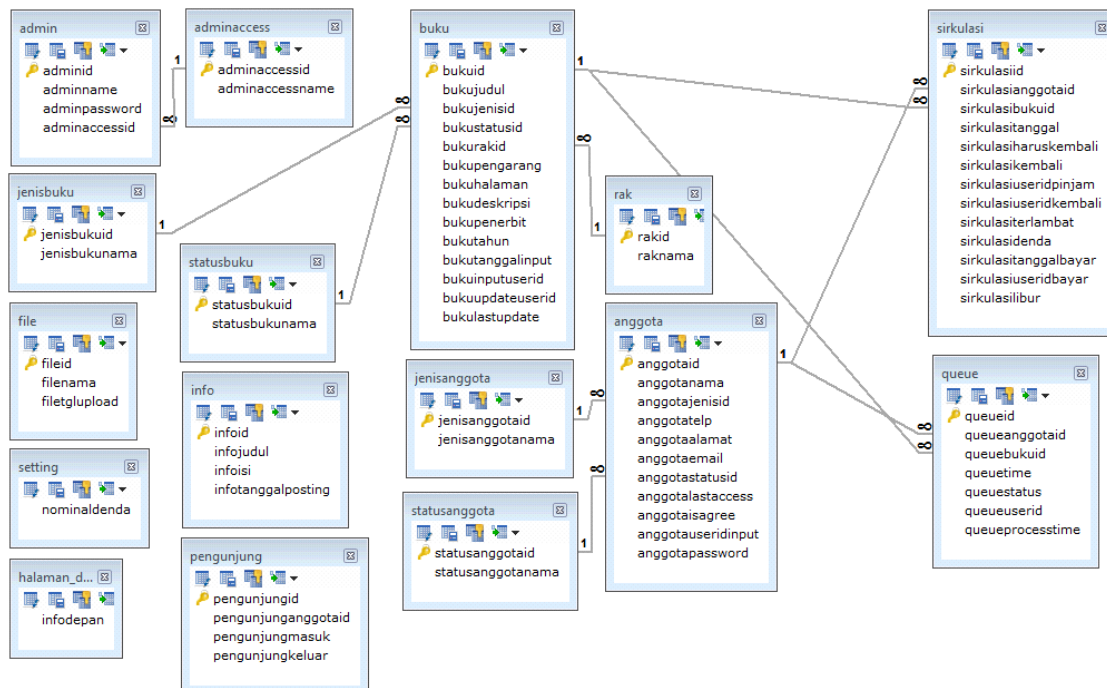 admin
adminid
adminname
adminpassword
adminaccessid
adminaccess
adminaccessid
adminaccessname
buku
bukuid
bukujudul
bukujenisid
bukustatusid
bukurakid
bukupengarang
bukuhalaman
bukudeskripsi
bukupenerbit
bukutahun
bukutanggalinput
bukuinputuserid
bukuupdateuserid
bukulastupdate
sirkulasi
sirkulasiid
sirkulasianggotaid
sirkulasibukuid
sirkulasitanggal
sirkulasiharuskembali
sirkulasikembali
sirkulasiuseridpinjam
sirkulasiuseridkembali
sirkulasiterlambat
sirkulasidenda
sirkulasitanggalbayar
sirkulasiuseridbayar
sirkulasilibur
jenisbuku
jenisbukuid
jenisbukunama
rak
rakid
raknama
statusbuku
statusbukuid
statusbukunama
file
fileid
filenama
filetglupload
anggota
anggotaid
anggotanama
anggotajenisid
anggotatelp
anggotaalamat
anggotaemail
anggotastatusid
anggotalastaccess
anggotaisagree
anggotauseridinput
anggotapassword
jenisanggota
jenisanggotaid
jenisanggotanama
queue
queueid
queueanggotaid
queuebukuid
queuetime
queuestatus
queueuserid
queueprocesstime
info
infoid
infojudul
infoisi
infotanggalposting
setting
nominaldenda
statusanggota
statusanggotaid
statusanggotanama
pengunjung
pengunjungid
pengunjunganggotaid
pengunjungmasuk
pengunjungkeluar
halaman_d...
infodepan
1
∞
1
∞
1
∞
1
∞
1
∞
1
∞
1
∞
1
∞
∞
∞